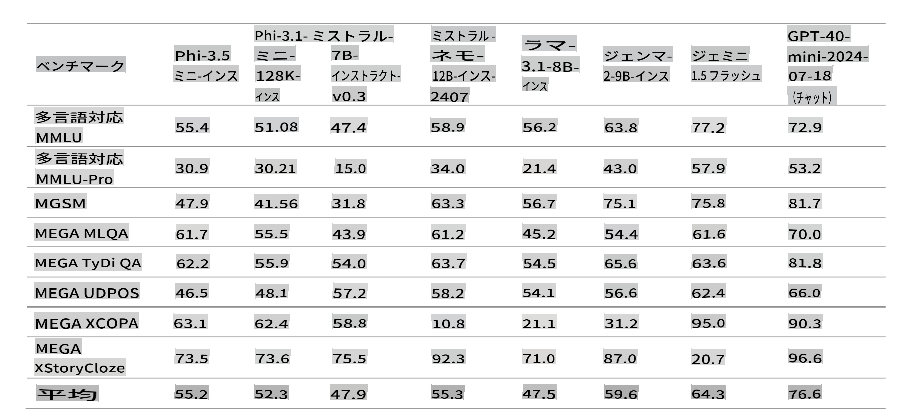 ベンチマーク Phi-3.5 ミニ-インス Phi-3.1-ミニ-128K-インス ミストラル-7B-インストラクト-v0.3 ミストラル-ネモ-12B-インス-2407 ラマ-3.1-8B-インス ジェンマ-2-9B-インス ジェミニ 1.5 フラッシュ GPT-40-mini-2024-07-18 (チャット)
多言語対応 MMLU 55.4 51.08 47.4 58.9 56.2 63.8 77.2 72.9
多言語対応 MMLU-Pro 30.9 30.21 15.0 34.0 21.4 43.0 57.9 53.2
MGSM 47.9 41.56 31.8 63.3 56.7 75.1 75.8 81.7
MEGA MLQA 61.7 55.5 43.9 61.2 45.2 54.4 61.6 70.0
MEGA TyDi QA 62.2 55.9 54.0 63.7 54.5 65.6 63.6 81.8
MEGA UDPOS 46.5 48.1 57.2 58.2 54.1 56.6 62.4 66.0
MEGA XCOPA 63.1 62.4 58.8 10.8 21.1 31.2 95.0 90.3
MEGA XStoryCloze 73.5 73.6 75.5 92.3 71.0 87.0 20.7 96.6
平均 55.2 52.3 47.9 55.3 47.5 59.6 64.3 76.6